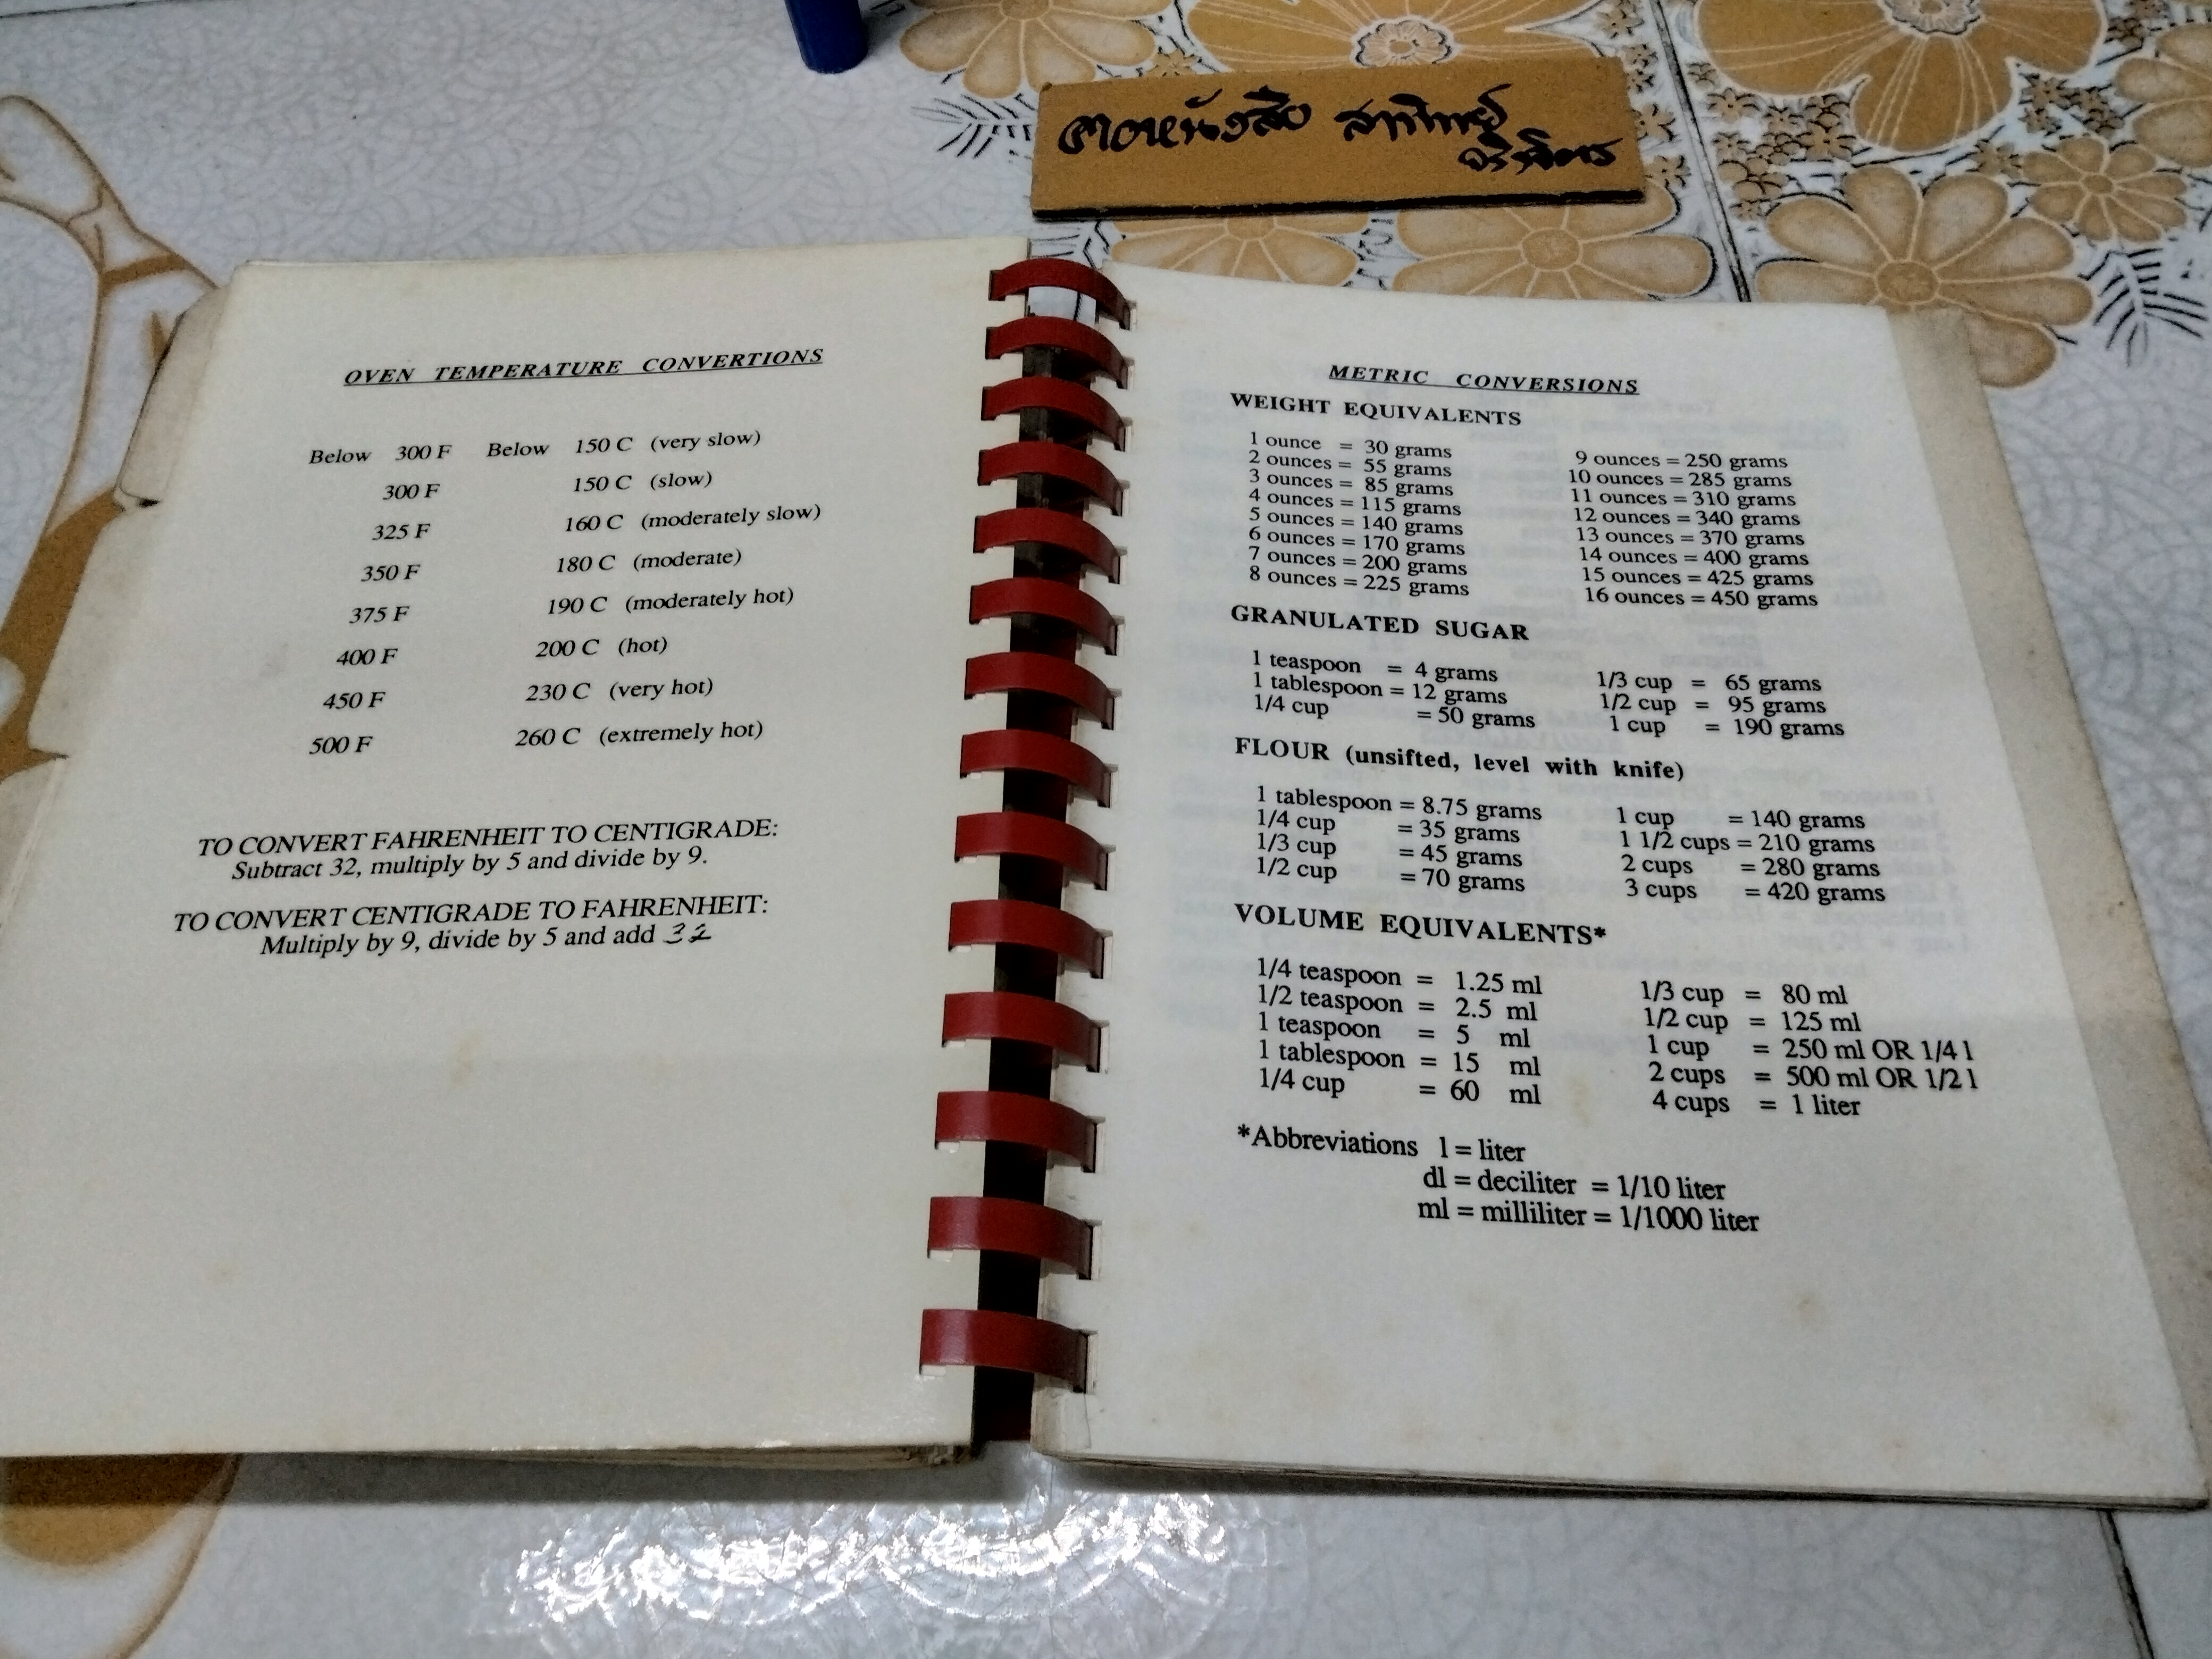 ตอหนังสือ
OVEN TEMPERATURE CONVERTIONS
Below 300 F Below 150 C (very slow)
300 F 150 C (slow)
325 F 160 C (moderately slow)
350 F 180 C (moderate)
375 F 190 C (moderately hot)
400 F 200 C (hot)
450 F 230 C (very hot)
500 F 260 C (extremely hot)
TO CONVERT FAHRENHEIT TO CENTIGRADE:
Subtract 32, multiply by 5 and divide by 9.
TO CONVERT CENTIGRADE TO FAHRENHEIT:
Multiply by 9, divide by 5 and add 32
METRIC CONVERSIONS
WEIGHT EQUIVALENTS
1 ounce = 30 grams
2 ounces = 55 grams
3 ounces = 85 grams
4 ounces = 115 grams
5 ounces = 140 grams
6 ounces = 170 grams
7 ounces = 200 grams
8 ounces = 225 grams
9 ounces = 250 grams
10 ounces = 285 grams
11 ounces = 310 grams
12 ounces = 340 grams
13 ounces = 370 grams
14 ounces = 400 grams
15 ounces = 425 grams
16 ounces = 450 grams
GRANULATED SUGAR
1 teaspoon = 4 grams
1 tablespoon = 12 grams
1/4 cup = 50 grams
1/3 cup = 65 grams
1/2 cup = 95 grams
1 cup = 190 grams
FLOUR (unsifted, level with knife)
1 tablespoon = 8.75 grams
1/4 cup = 35 grams
1/3 cup = 45 grams
1/2 cup = 70 grams
1 cup = 140 grams
1 1/2 cups = 210 grams
2 cups = 280 grams
3 cups = 420 grams
VOLUME EQUIVALENTS*
1/4 teaspoon = 1.25 ml
1/2 teaspoon = 2.5 ml
1 teaspoon = 5 ml
1 tablespoon = 15 ml
1/4 cup = 60 ml
1/3 cup = 80 ml
1/2 cup = 125 ml
1 cup = 250 ml OR 1/4 l
2 cups = 500 ml OR 1/2 l
4 cups = 1 liter
*Abbreviations l = liter
dl = deciliter = 1/10 liter
ml = milliliter = 1/1000 liter